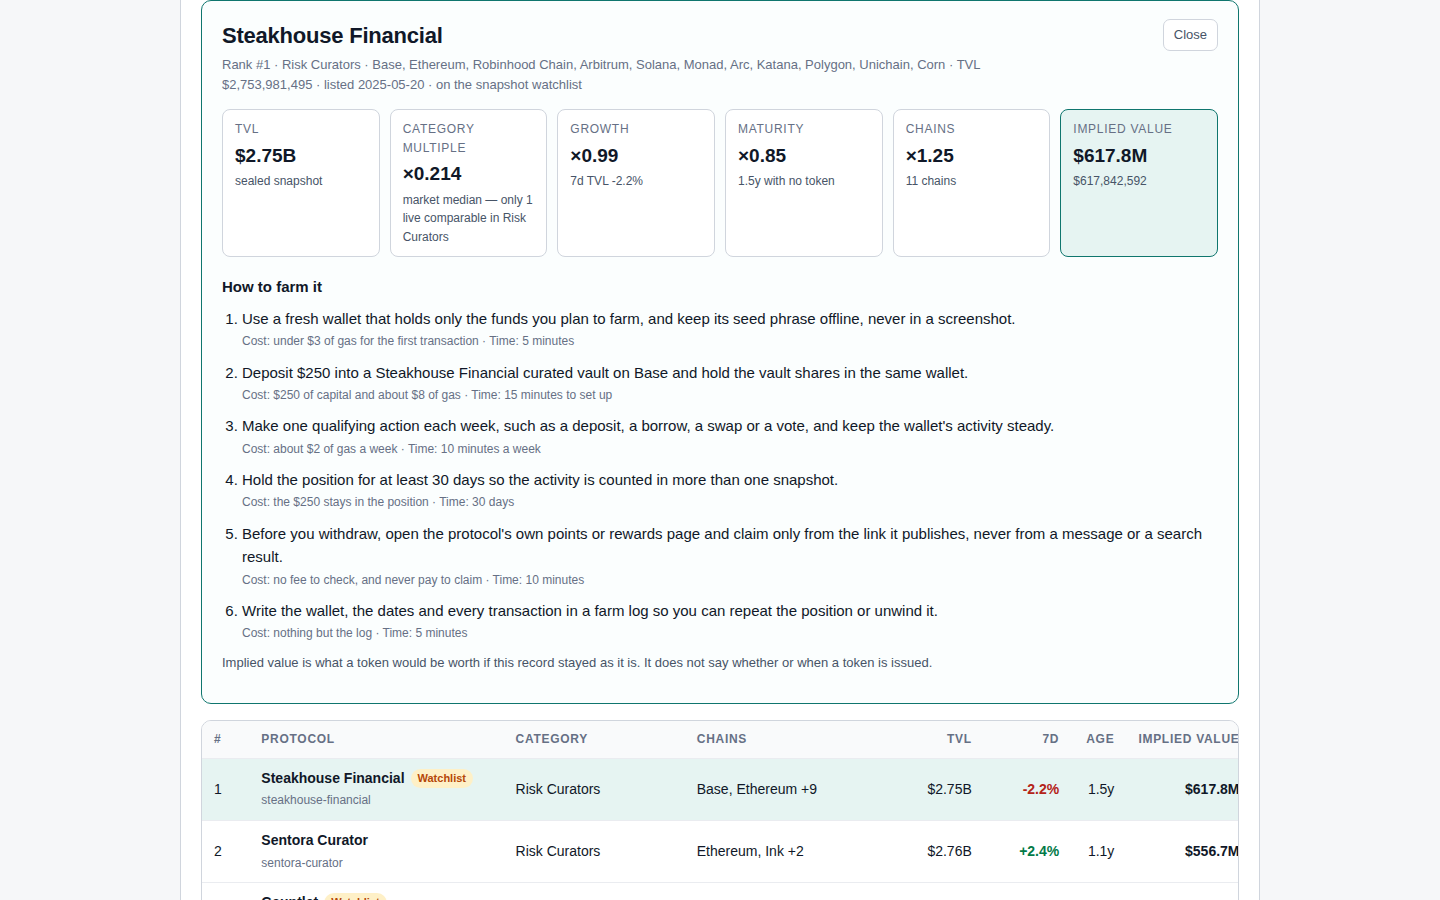 Steakhouse Financial
Close
Rank #1 · Risk Curators · Base, Ethereum, Robinhood Chain, Arbitrum, Solana, Monad, Arc, Katana, Polygon, Unichain, Corn · TVL
$2,753,981,495 · listed 2025-05-20 · on the snapshot watchlist
TVL
$2.75B
sealed snapshot
CATEGORY
MULTIPLE
×0.214
market median — only 1
live comparable in Risk
Curators
GROWTH
×0.99
7d TVL -2.2%
MATURITY
×0.85
1.5y with no token
CHAINS
×1.25
11 chains
IMPLIED VALUE
$617.8M
$617,842,592
How to farm it
1. Use a fresh wallet that holds only the funds you plan to farm, and keep its seed phrase offline, never in a screenshot.
Cost: under $3 of gas for the first transaction · Time: 5 minutes
2. Deposit $250 into a Steakhouse Financial curated vault on Base and hold the vault shares in the same wallet.
Cost: $250 of capital and about $8 of gas · Time: 15 minutes to set up
3. Make one qualifying action each week, such as a deposit, a borrow, a swap or a vote, and keep the wallet's activity steady.
Cost: about $2 of gas a week · Time: 10 minutes a week
4. Hold the position for at least 30 days so the activity is counted in more than one snapshot.
Cost: the $250 stays in the position · Time: 30 days
5. Before you withdraw, open the protocol's own points or rewards page and claim only from the link it publishes, never from a message or a search
result.
Cost: no fee to check, and never pay to claim · Time: 10 minutes
6. Write the wallet, the dates and every transaction in a farm log so you can repeat the position or unwind it.
Cost: nothing but the log · Time: 5 minutes
Implied value is what a token would be worth if this record stayed as it is. It does not say whether or when a token is issued.
# PROTOCOL CATEGORY CHAINS TVL 7D AGE IMPLIED VALUE
1 Steakhouse Financial Watchlist Risk Curators Base, Ethereum +9 $2.75B -2.2% 1.5y $617.8M
steakhouse-financial
2 Sentora Curator Risk Curators Ethereum, Ink +2 $2.76B +2.4% 1.1y $556.7M
sentora-curator
Gauntlet Watchlist